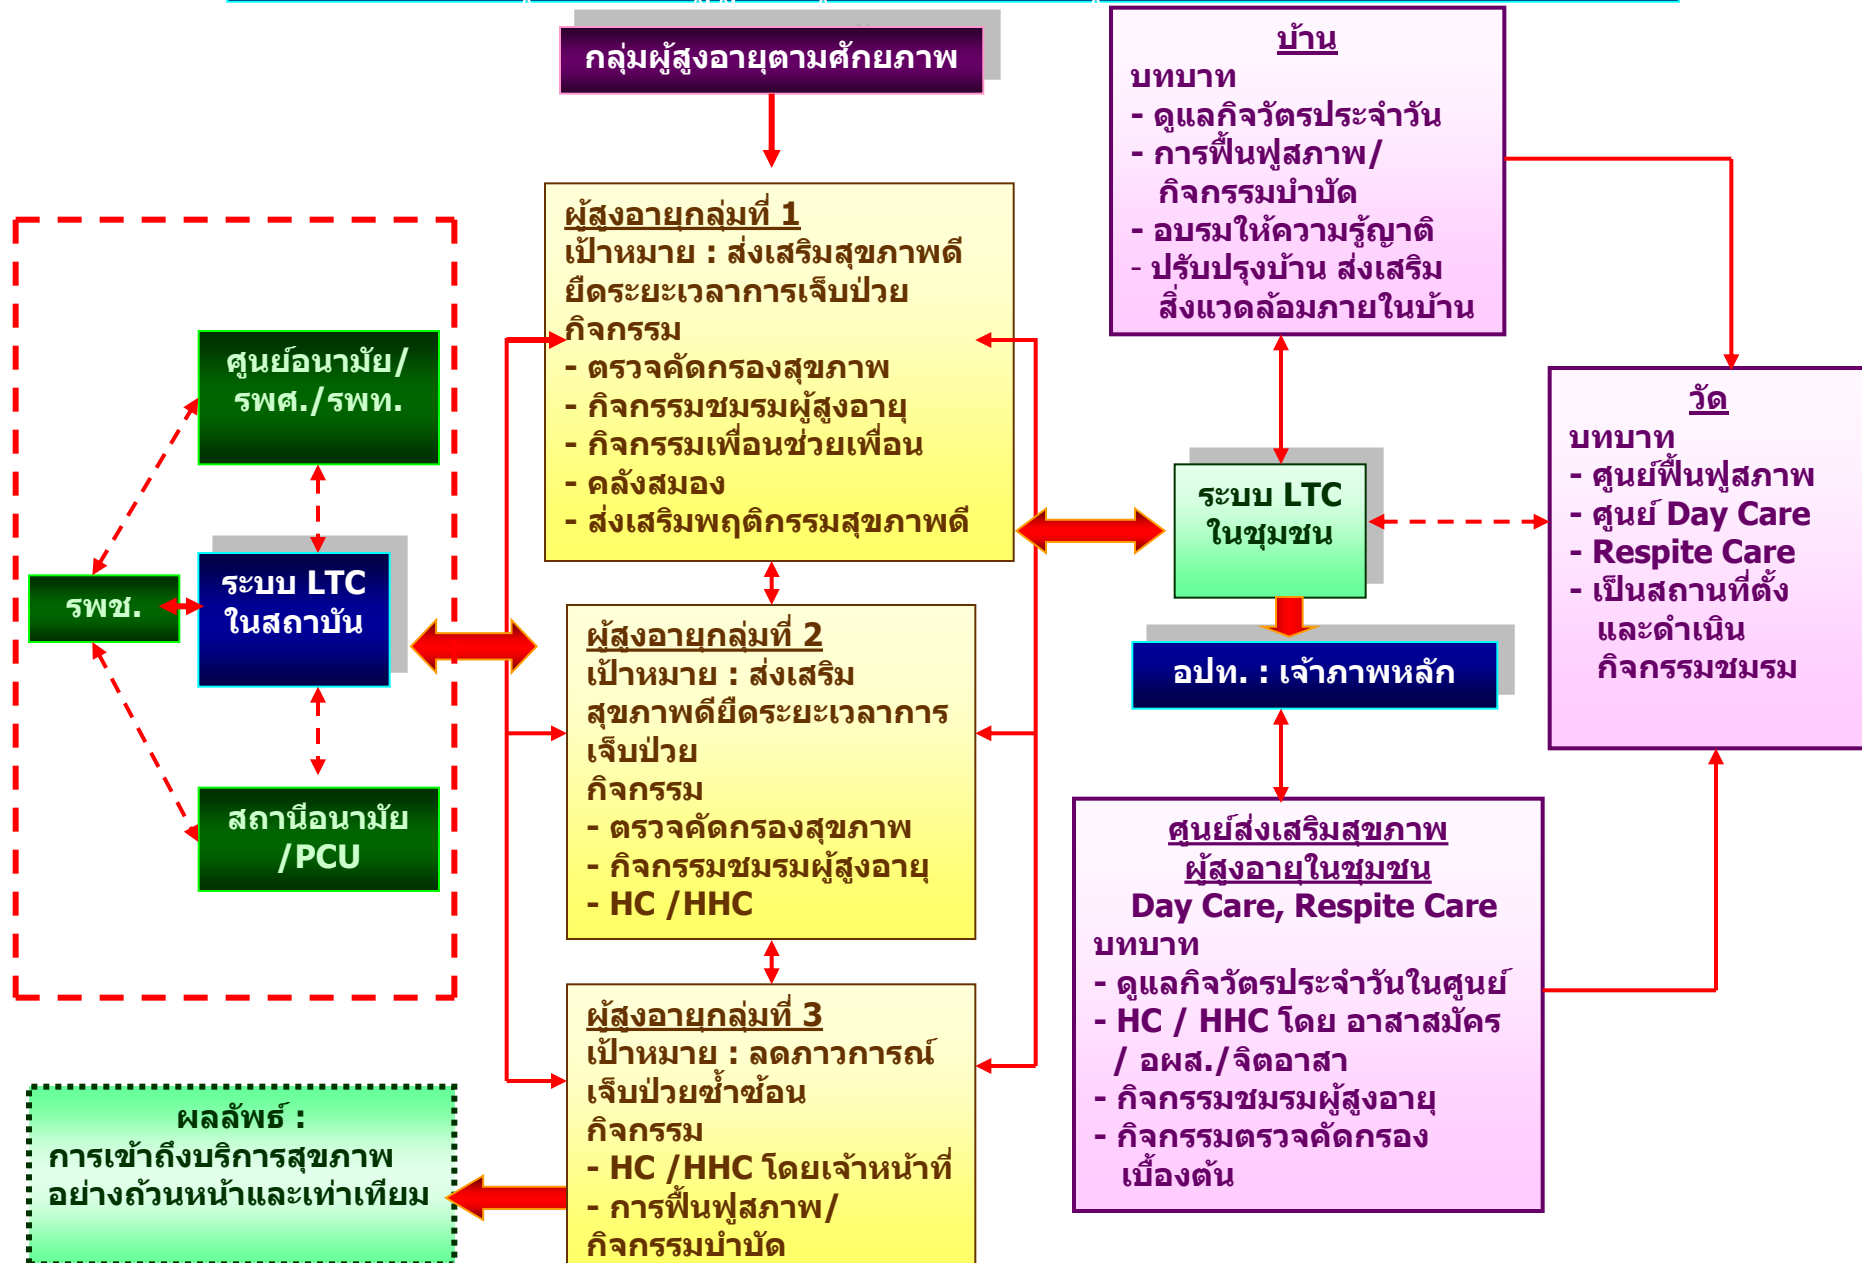 กลุ่มผู้สูงอายุตามศักยภาพ
บ้าน
บทบาท
- ดูแลกิจวัตรประจำวัน
- การฟื้นฟูสภาพ/
กิจกรรมบำบัด
- อบรมให้ความรู้ญาติ
- ปรับปรุงบ้าน ส่งเสริม
สิ่งแวดล้อมภายในบ้าน
ผู้สูงอายุกลุ่มที่ 1
เป้าหมาย : ส่งเสริมสุขภาพดี
ยืดระยะเวลาการเจ็บป่วย
กิจกรรม
- ตรวจคัดกรองสุขภาพ
- กิจกรรมชมรมผู้สูงอายุ
- กิจกรรมเพื่อนช่วยเพื่อน
- คลังสมอง
- ส่งเสริมพฤติกรรมสุขภาพดี
ศูนย์อนามัย/
รพศ./รพท.
รพช.
ระบบ LTC
ในสถาบัน
สถานีอนามัย
/PCU
ระบบ LTC
ในชุมชน
อปท. : เจ้าภาพหลัก
วัด
บทบาท
- ศูนย์ฟื้นฟูสภาพ
- ศูนย์ Day Care
- Respite Care
- เป็นสถานที่ตั้ง
และดำเนิน
กิจกรรมชมรม
ผู้สูงอายุกลุ่มที่ 2
เป้าหมาย : ส่งเสริม
สุขภาพดียืดระยะเวลาการ
เจ็บป่วย
กิจกรรม
- ตรวจคัดกรองสุขภาพ
- กิจกรรมชมรมผู้สูงอายุ
- HC /HHC
ศูนย์ส่งเสริมสุขภาพ
ผู้สูงอายุในชุมชน
Day Care, Respite Care
บทบาท
- ดูแลกิจวัตรประจำวันในศูนย์
- HC / HHC โดย อาสาสมัคร
/ อผส./จิตอาสา
- กิจกรรมชมรมผู้สูงอายุ
- กิจกรรมตรวจคัดกรอง
เบื้องต้น
ผู้สูงอายุกลุ่มที่ 3
เป้าหมาย : ลดภาวการณ์
เจ็บป่วยซ้ำซ้อน
กิจกรรม
- HC /HHC โดยเจ้าหน้าที่
- การฟื้นฟูสภาพ/
กิจกรรมบำบัด
ผลลัพธ์ :
การเข้าถึงบริการสุขภาพ
อย่างถ้วนหน้าและเท่าเทียม